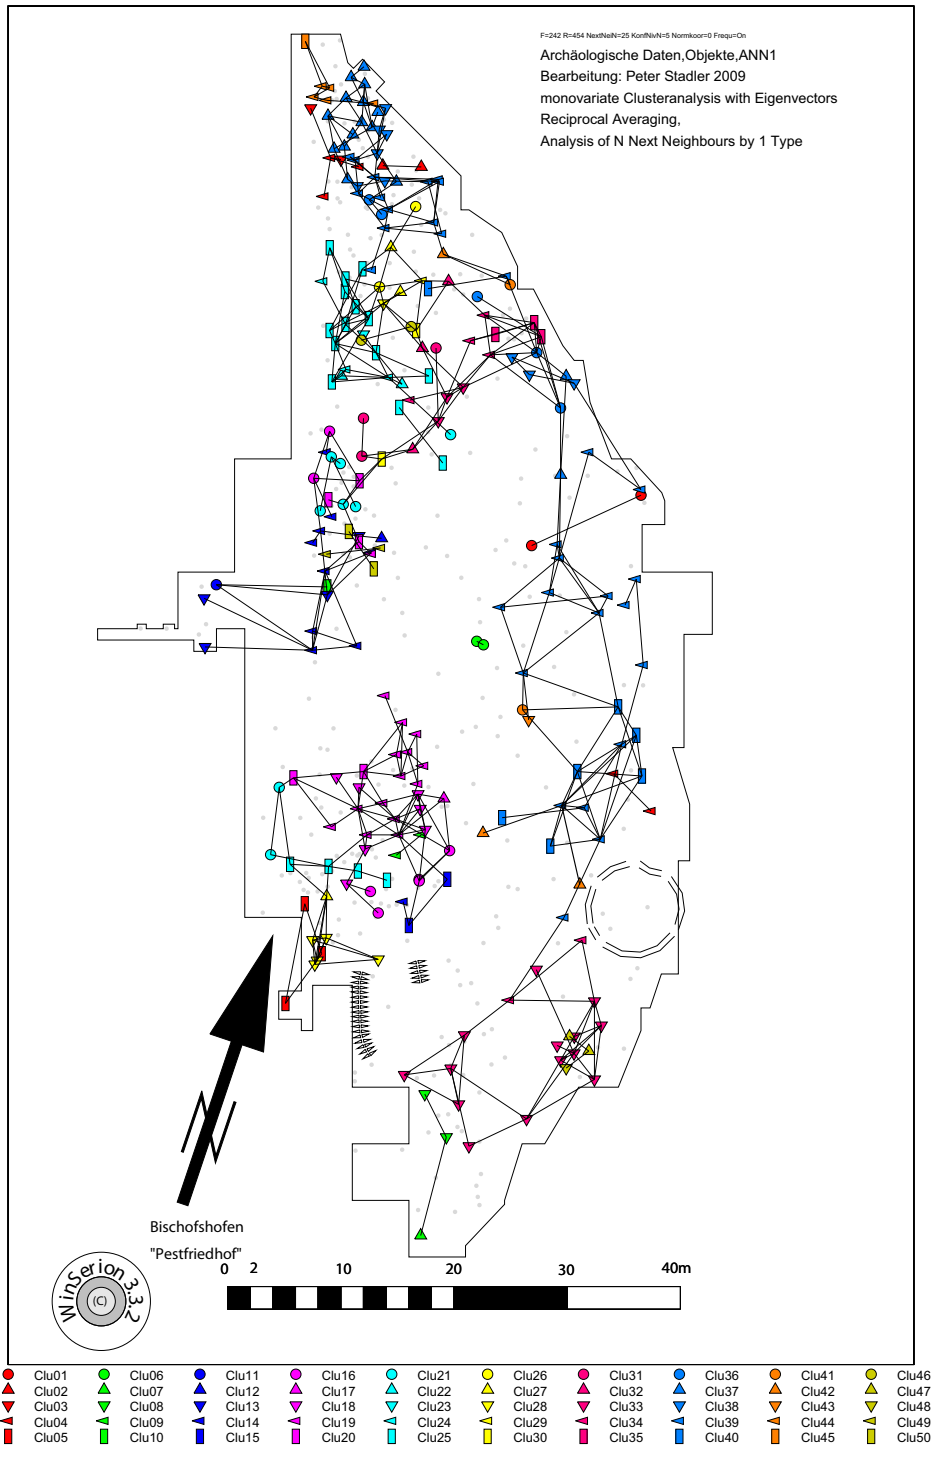 F=242 R=454 NextNeiN=25 KonfNivN=5 Normkoor=0 Frequ=On
Archäologische Daten,Objekte,ANN1
Bearbeitung: Peter Stadler 2009
monovariate Clusteranalysis with Eigenvectors
Reciprocal Averaging,
Analysis of N Next Neighbours by 1 Type
Bischofshofen
"Pestfriedhof"
WinSerion 3.3.2
(C)
0 2 10 20 30 40m
Clu01 Clu06 Clu11 Clu16 Clu21 Clu26 Clu31 Clu36 Clu41 Clu46
Clu02 Clu07 Clu12 Clu17 Clu22 Clu27 Clu32 Clu37 Clu42 Clu47
Clu03 Clu08 Clu13 Clu18 Clu23 Clu28 Clu33 Clu38 Clu43 Clu48
Clu04 Clu09 Clu14 Clu19 Clu24 Clu29 Clu34 Clu39 Clu44 Clu49
Clu05 Clu10 Clu15 Clu20 Clu25 Clu30 Clu35 Clu40 Clu45 Clu50